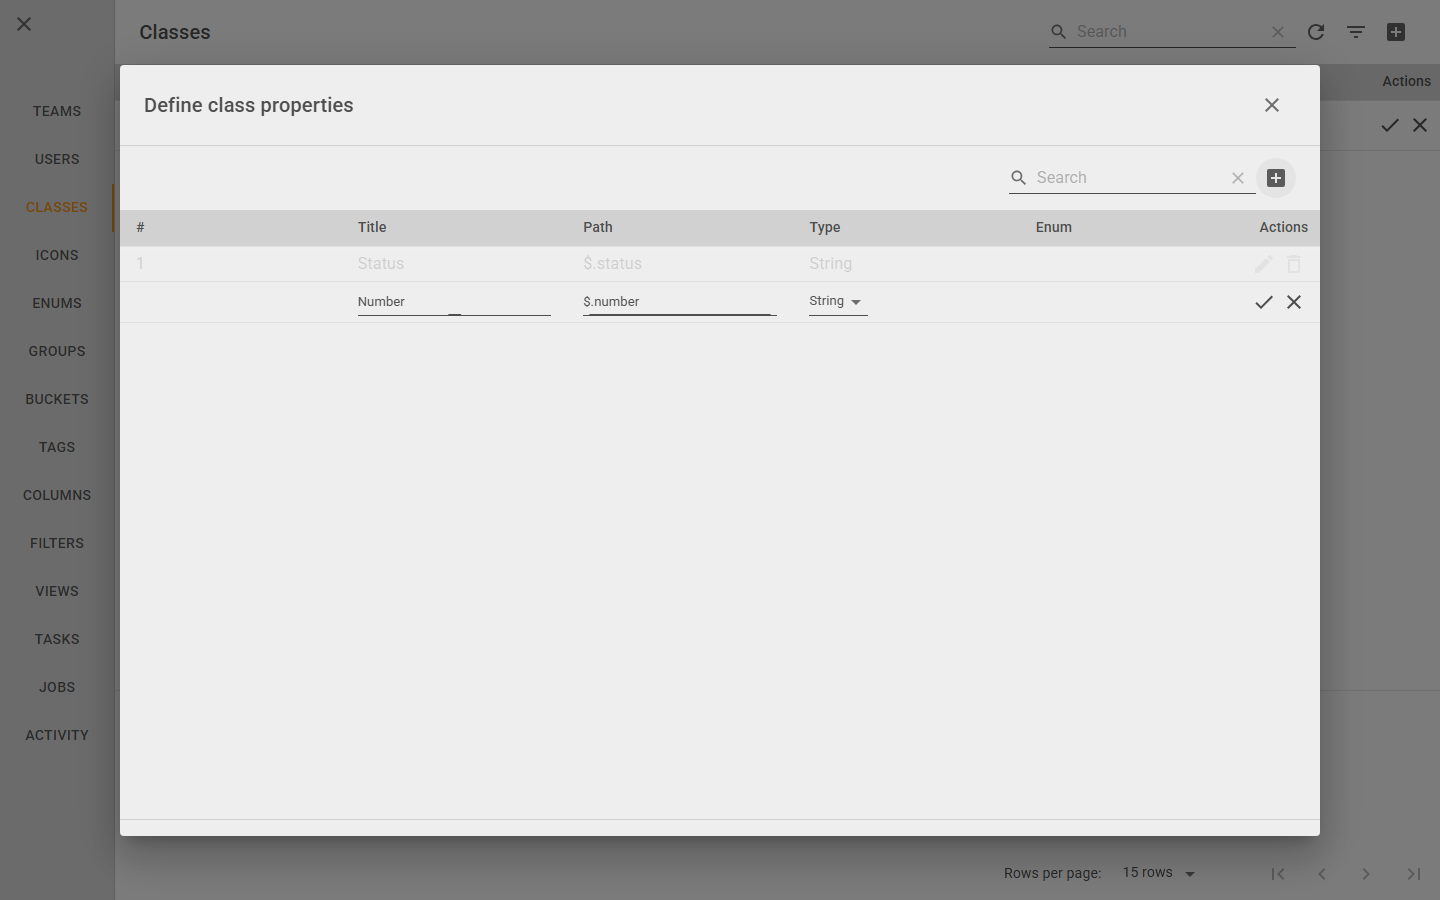 Classes
Search
Actions
TEAMS
USERS
CLASSES
ICONS
ENUMS
GROUPS
BUCKETS
TAGS
COLUMNS
FILTERS
VIEWS
TASKS
JOBS
ACTIVITY
Define class properties
Search
# Title Path Type Enum Actions
1 Status $.status String
Number $.number String
Rows per page: 15 rows